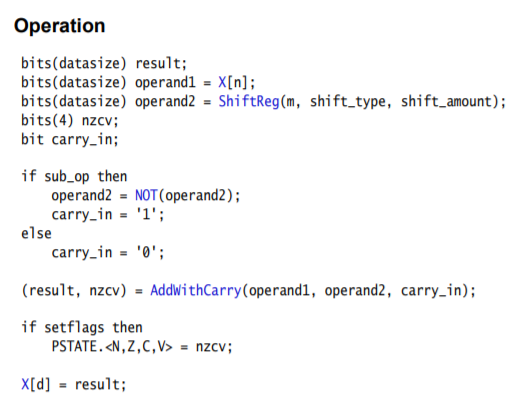 Operation
bits(datasize) result;
bits(datasize) operand1 = X[n];
bits(datasize) operand2 = ShiftReg(m, shift_type, shift_amount);
bits(4) nzcv;
bit carry_in;
if sub_op then
operand2 = NOT(operand2);
carry_in = '1';
else
carry_in = '0';
(result, nzcv) = AddWithCarry(operand1, operand2, carry_in);
if setflags then
PSTATE.<N,Z,C,V> = nzcv;
X[d] = result;